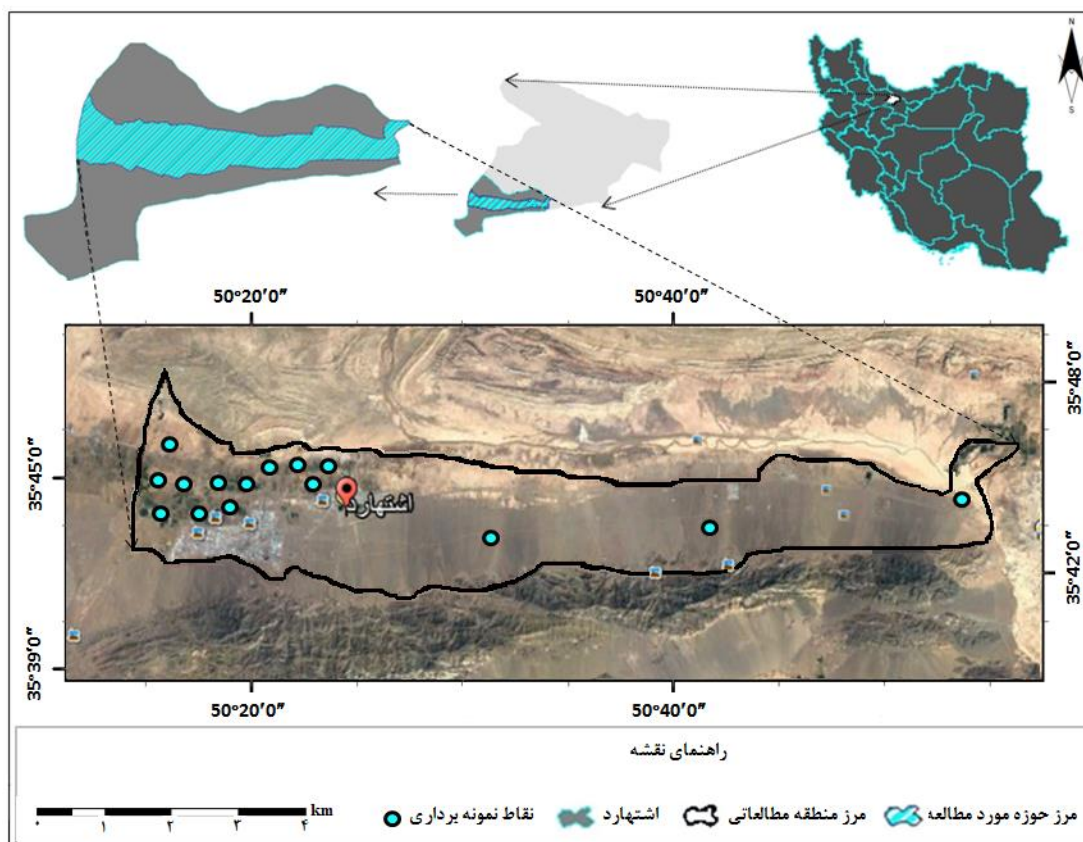 N
S
50°20'0" 50°40'0"
35°48'0"
35°45'0"
35°42'0"
35°39'0"
اشتهارد
50°20'0" 50°40'0"
راهنمای نقشه
مرز حوزه مورد مطالعه مرز منطقه مطالعاتی اشتهارد نقاط نمونه برداری
km
۰ ۱ ۲ ۳ ۴